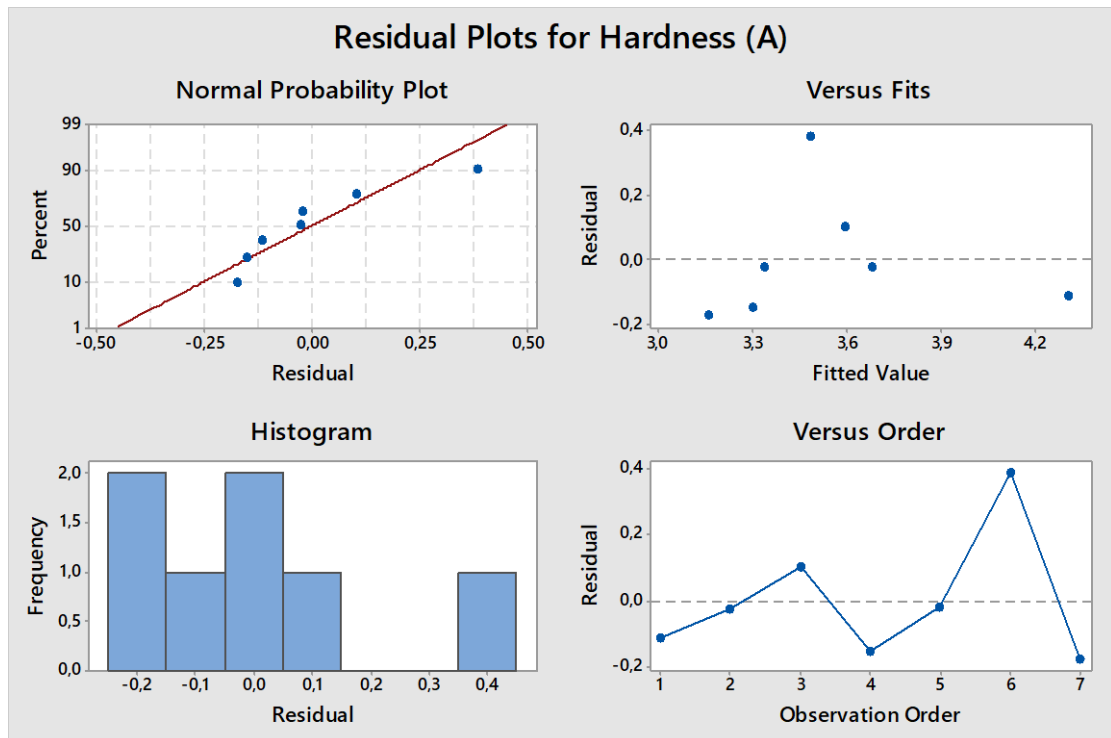 Residual Plots for Hardness (A)
Normal Probability Plot
Percent
99
90
50
10
1
-0,50 -0,25 0,00 0,25 0,50
Residual
Versus Fits
Residual
0,4
0,2
0,0
-0,2
3,0 3,3 3,6 3,9 4,2
Fitted Value
Histogram
Frequency
2,0
1,5
1,0
0,5
0,0
-0,2 -0,1 0,0 0,1 0,2 0,3 0,4
Residual
Versus Order
Residual
0,4
0,2
0,0
-0,2
1 2 3 4 5 6 7
Observation Order